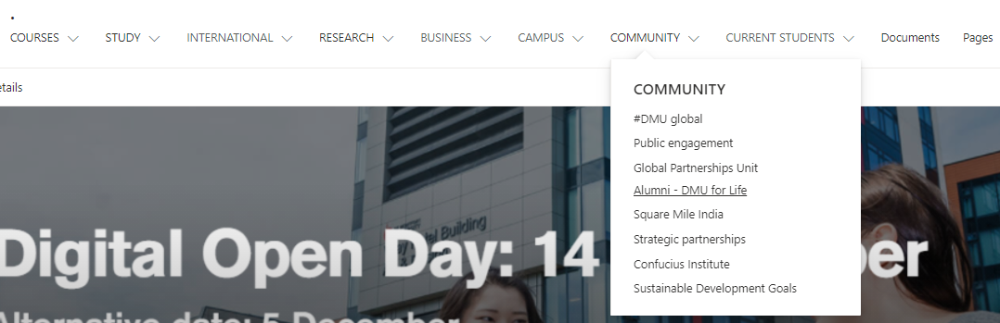 COURSES STUDY INTERNATIONAL RESEARCH BUSINESS CAMPUS COMMUNITY CURRENT STUDENTS Documents Pages
etails
COMMUNITY
#DMU global
Public engagement
Global Partnerships Unit
Alumni - DMU for Life
Square Mile India
Strategic partnerships
Confucius Institute
Sustainable Development Goals
Building
Digital Open Day: 14 ber
Alternative date: 5 December